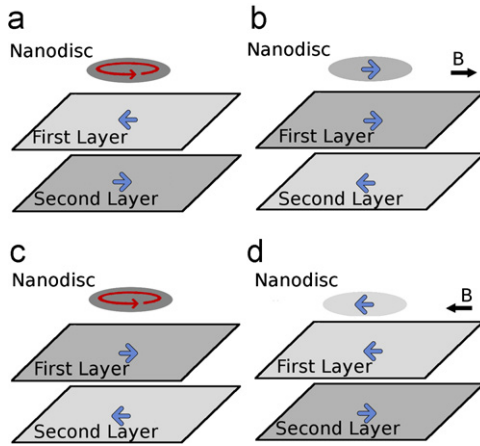 a
Nanodisc
First Layer
Second Layer
b
Nanodisc
B
First Layer
Second Layer
c
Nanodisc
First Layer
Second Layer
d
Nanodisc
B
First Layer
Second Layer